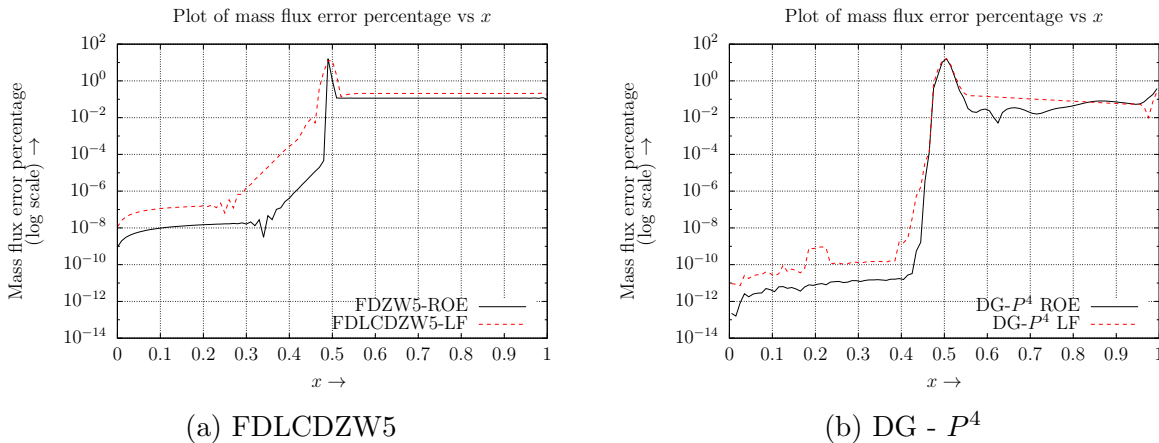 Plot of mass flux error percentage vs x
Mass flux error percentage
(log scale) →
10^2
10^0
10^-2
10^-4
10^-6
10^-8
10^-10
10^-12
10^-14
FDZW5-ROE
FDLCDZW5-LF
0 0.1 0.2 0.3 0.4 0.5 0.6 0.7 0.8 0.9 1
x →
(a) FDLCDZW5
Plot of mass flux error percentage vs x
Mass flux error percentage
(log scale) →
10^2
10^0
10^-2
10^-4
10^-6
10^-8
10^-10
10^-12
10^-14
DG-P^4 ROE
DG-P^4 LF
0 0.1 0.2 0.3 0.4 0.5 0.6 0.7 0.8 0.9 1
x →
(b) DG - P^4